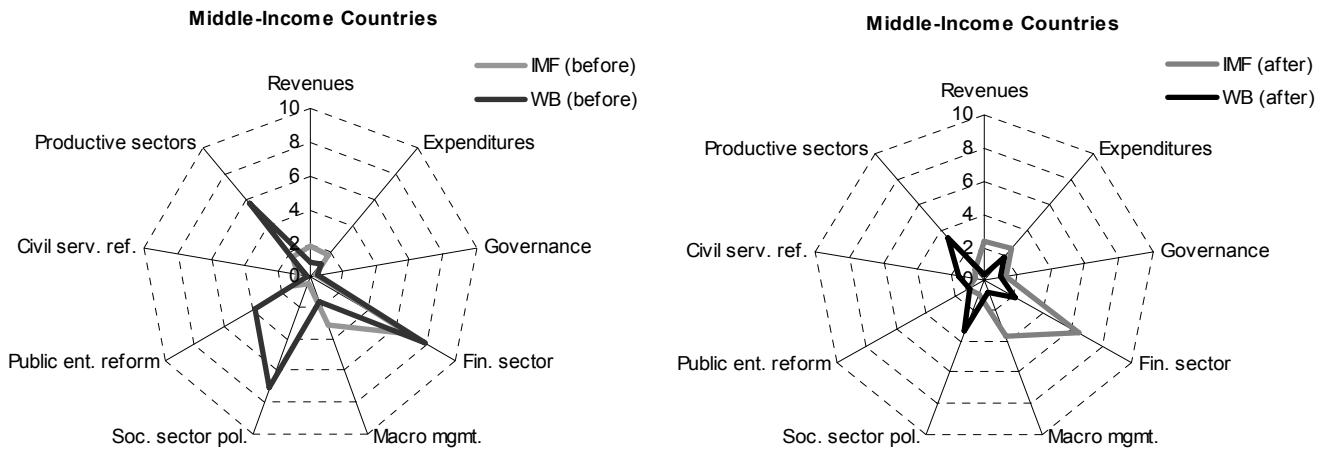 Middle-Income Countries
IMF (before)
WB (before)
Revenues
10
8
6
4
2
0
Expenditures
Governance
Fin. sector
Macro mgmt.
Soc. sector pol.
Public ent. reform
Civil serv. ref.
Productive sectors
Middle-Income Countries
IMF (after)
WB (after)
Revenues
10
8
6
4
2
0
Expenditures
Governance
Fin. sector
Macro mgmt.
Soc. sector pol.
Public ent. reform
Civil serv. ref.
Productive sectors